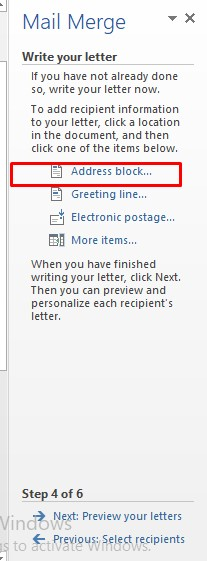 Mail Merge
Write your letter
If you have not already done
so, write your letter now.
To add recipient information
to your letter, click a location
in the document, and then
click one of the items below.
Address block...
Greeting line...
Electronic postage...
More items...
When you have finished
writing your letter, click Next.
Then you can preview and
personalize each recipient's
letter.
Step 4 of 6
Windows
Next: Preview your letters
Previous: Select recipients
gs to activate Windows.